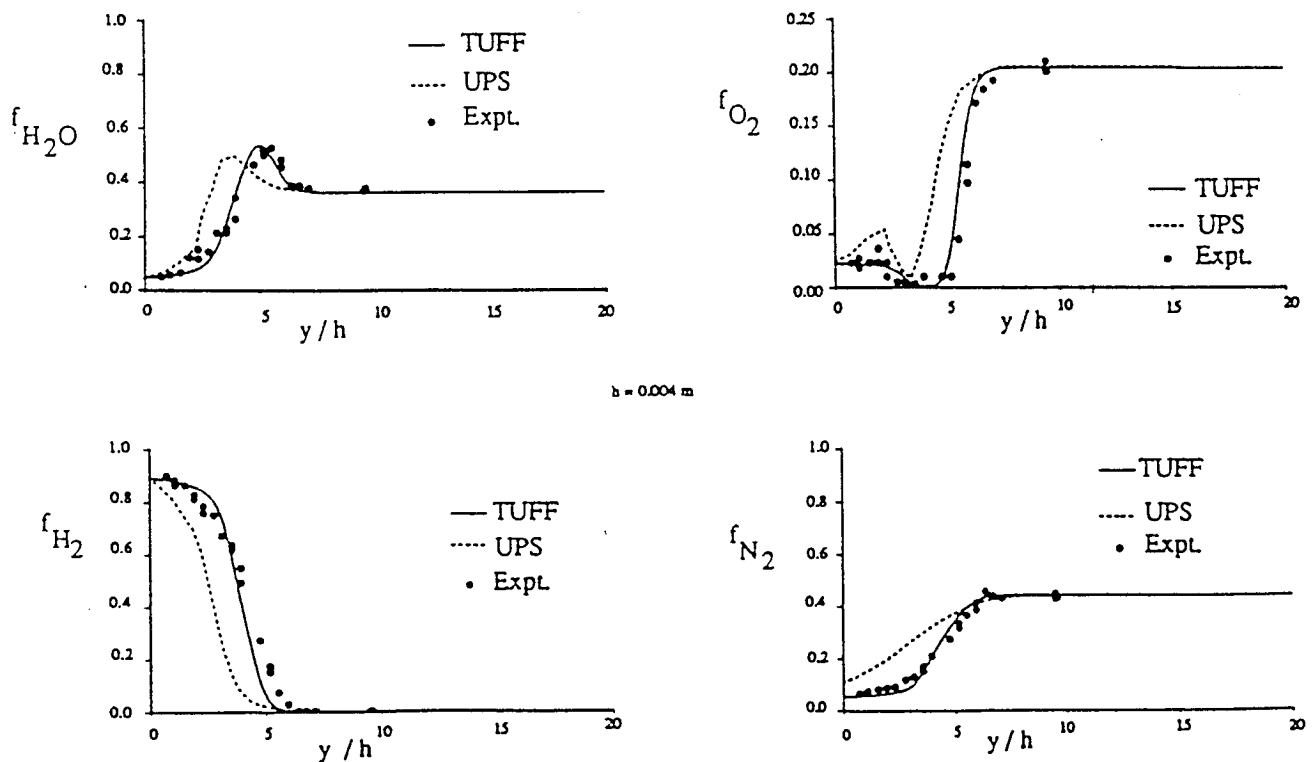 1.0
0.8
0.6
0.4
0.2
0.0
f H2O
TUFF
UPS
Expt.
0 5 10 15 20
y / h
0.25
0.20
0.15
0.10
0.05
0.00
f O2
TUFF
UPS
Expt.
0 5 10 15 20
y / h
h = 0.004 m
1.0
0.8
0.6
0.4
0.2
0.0
f H2
TUFF
UPS
Expt.
0 5 10 15 20
y / h
1.0
0.8
0.6
0.4
0.2
0.0
f N2
TUFF
UPS
Expt.
0 5 10 15 20
y / h